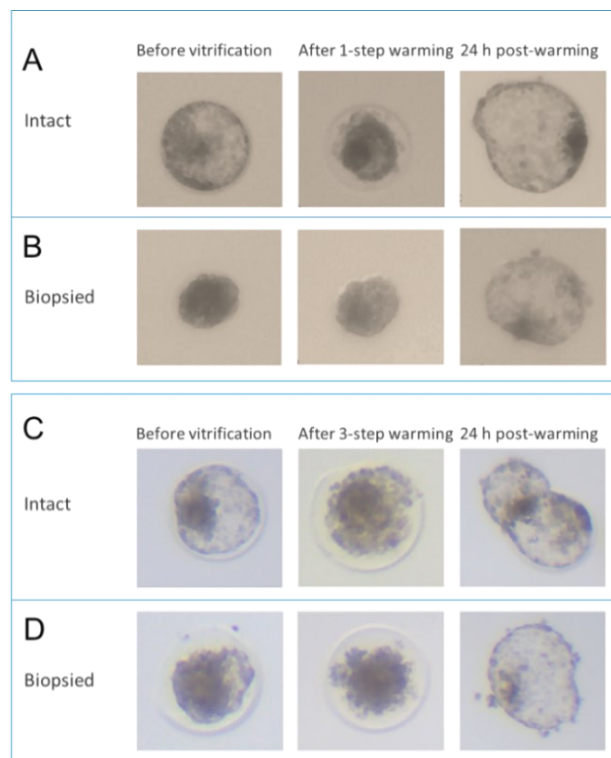 A
Before vitrification After 1-step warming 24 h post-warming
Intact
B
Biopsied
C
Before vitrification After 3-step warming 24 h post-warming
Intact
D
Biopsied